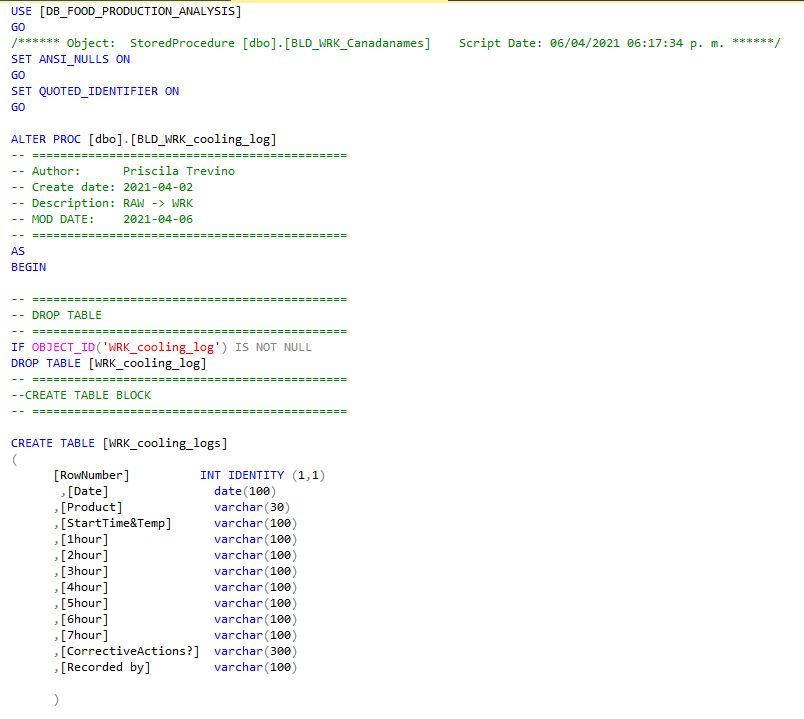 USE [DB_FOOD_PRODUCTION_ANALYSIS]
GO
/****** Object:  StoredProcedure [dbo].[BLD_WRK_Canadanames]    Script Date: 06/04/2021 06:17:34 p. m. ******/
SET ANSI_NULLS ON
GO
SET QUOTED_IDENTIFIER ON
GO
ALTER PROC [dbo].[BLD_WRK_cooling_log]
-- =============================================
-- Author:      Priscila Trevino
-- Create date: 2021-04-02
-- Description: RAW -> WRK
-- MOD DATE:    2021-04-06
-- =============================================
AS
BEGIN
-- =============================================
-- DROP TABLE
-- =============================================
IF OBJECT_ID('WRK_cooling_log') IS NOT NULL
DROP TABLE [WRK_cooling_log]
-- =============================================
--CREATE TABLE BLOCK
-- =============================================
CREATE TABLE [WRK_cooling_logs]
(
[RowNumber]          INT IDENTITY (1,1)
,[Date]               date(100)
,[Product]            varchar(30)
,[StartTime&Temp]      varchar(100)
,[1hour]               varchar(100)
,[2hour]               varchar(100)
,[3hour]               varchar(100)
,[4hour]               varchar(100)
,[5hour]               varchar(100)
,[6hour]               varchar(100)
,[7hour]               varchar(100)
,[CorrectiveActions?]  varchar(300)
,[Recorded by]         varchar(100)
)